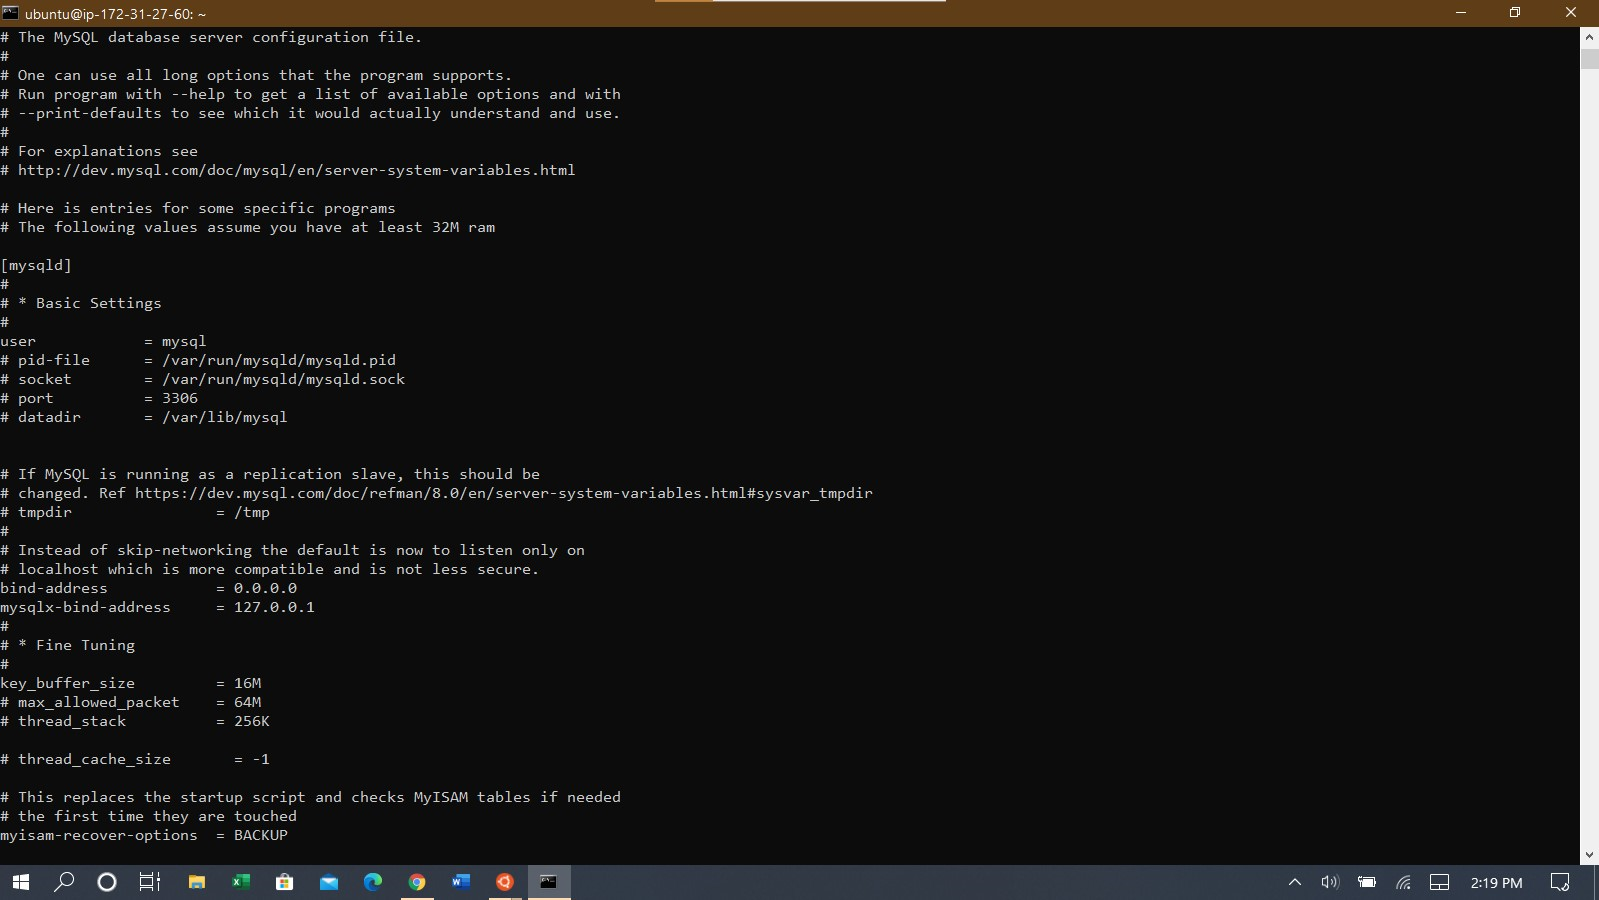 ubuntu@ip-172-31-27-60: ~
# The MySQL database server configuration file.
#
# One can use all long options that the program supports.
# Run program with --help to get a list of available options and with
# --print-defaults to see which it would actually understand and use.
#
# For explanations see
# http://dev.mysql.com/doc/mysql/en/server-system-variables.html

# Here is entries for some specific programs
# The following values assume you have at least 32M ram

[mysqld]
#
# * Basic Settings
#
user            = mysql
# pid-file      = /var/run/mysqld/mysqld.pid
# socket        = /var/run/mysqld/mysqld.sock
# port          = 3306
# datadir       = /var/lib/mysql


# If MySQL is running as a replication slave, this should be
# changed. Ref https://dev.mysql.com/doc/refman/8.0/en/server-system-variables.html#sysvar_tmpdir
# tmpdir                = /tmp
#
# Instead of skip-networking the default is now to listen only on
# localhost which is more compatible and is not less secure.
bind-address            = 0.0.0.0
mysqlx-bind-address     = 127.0.0.1
#
# * Fine Tuning
#
key_buffer_size         = 16M
# max_allowed_packet    = 64M
# thread_stack          = 256K

# thread_cache_size       = -1

# This replaces the startup script and checks MyISAM tables if needed
# the first time they are touched
myisam-recover-options  = BACKUP
2:19 PM